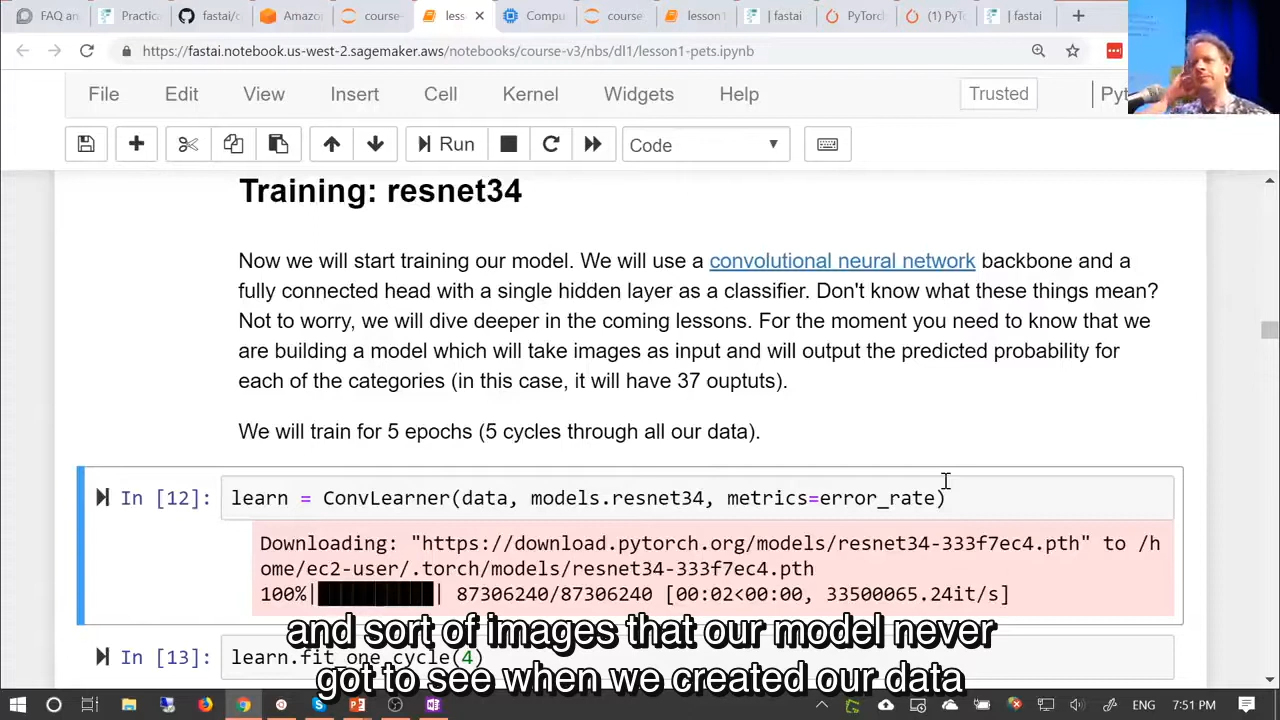 FAQ an
Practic
fastai/c
Amazo
course-
less
Compu
course
lesson1
| fastai
PyTorc
(1) PyTo
| fastai
https://fastai.notebook.us-west-2.sagemaker.aws/notebooks/course-v3/nbs/dl1/lesson1-pets.ipynb
File Edit View Insert Cell Kernel Widgets Help Trusted Pyt
Run Code
Training: resnet34
Now we will start training our model. We will use a convolutional neural network backbone and a
fully connected head with a single hidden layer as a classifier. Don't know what these things mean?
Not to worry, we will dive deeper in the coming lessons. For the moment you need to know that we
are building a model which will take images as input and will output the predicted probability for
each of the categories (in this case, it will have 37 ouptuts).
We will train for 5 epochs (5 cycles through all our data).
In [12]: learn = ConvLearner(data, models.resnet34, metrics=error_rate)
Downloading: "https://download.pytorch.org/models/resnet34-333f7ec4.pth" to /h
ome/ec2-user/.torch/models/resnet34-333f7ec4.pth
100%|██████████| 87306240/87306240 [00:02<00:00, 33500065.24it/s]
In [13]: learn.fit_one_cycle(4)
and sort of images that our model never
got to see when we created our data
ENG 7:51 PM